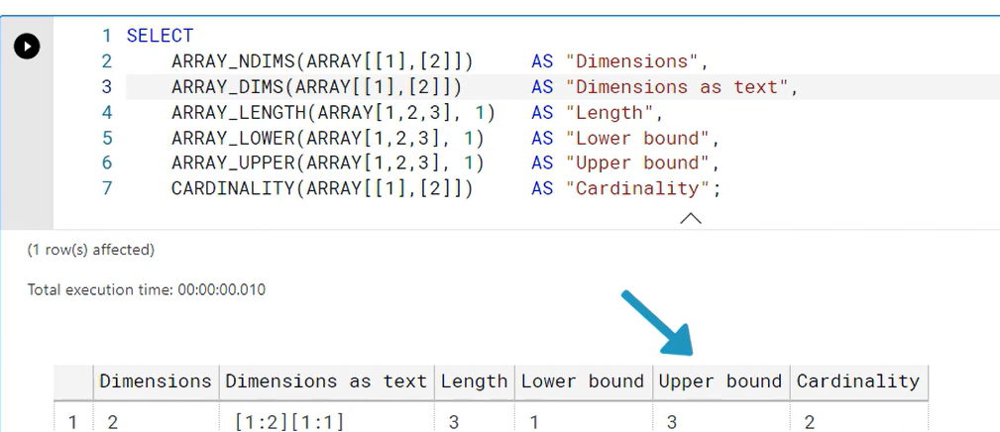 1 SELECT
2 ARRAY_NDIMS(ARRAY[[1],[2]]) AS "Dimensions",
3 ARRAY_DIMS(ARRAY[[1],[2]]) AS "Dimensions as text",
4 ARRAY_LENGTH(ARRAY[1,2,3], 1) AS "Length",
5 ARRAY_LOWER(ARRAY[1,2,3], 1) AS "Lower bound",
6 ARRAY_UPPER(ARRAY[1,2,3], 1) AS "Upper bound",
7 CARDINALITY(ARRAY[[1],[2]]) AS "Cardinality";
(1 row(s) affected)
Total execution time: 00:00:00.010
Dimensions Dimensions as text Length Lower bound Upper bound Cardinality
1 2 [1:2][1:1] 3 1 3 2